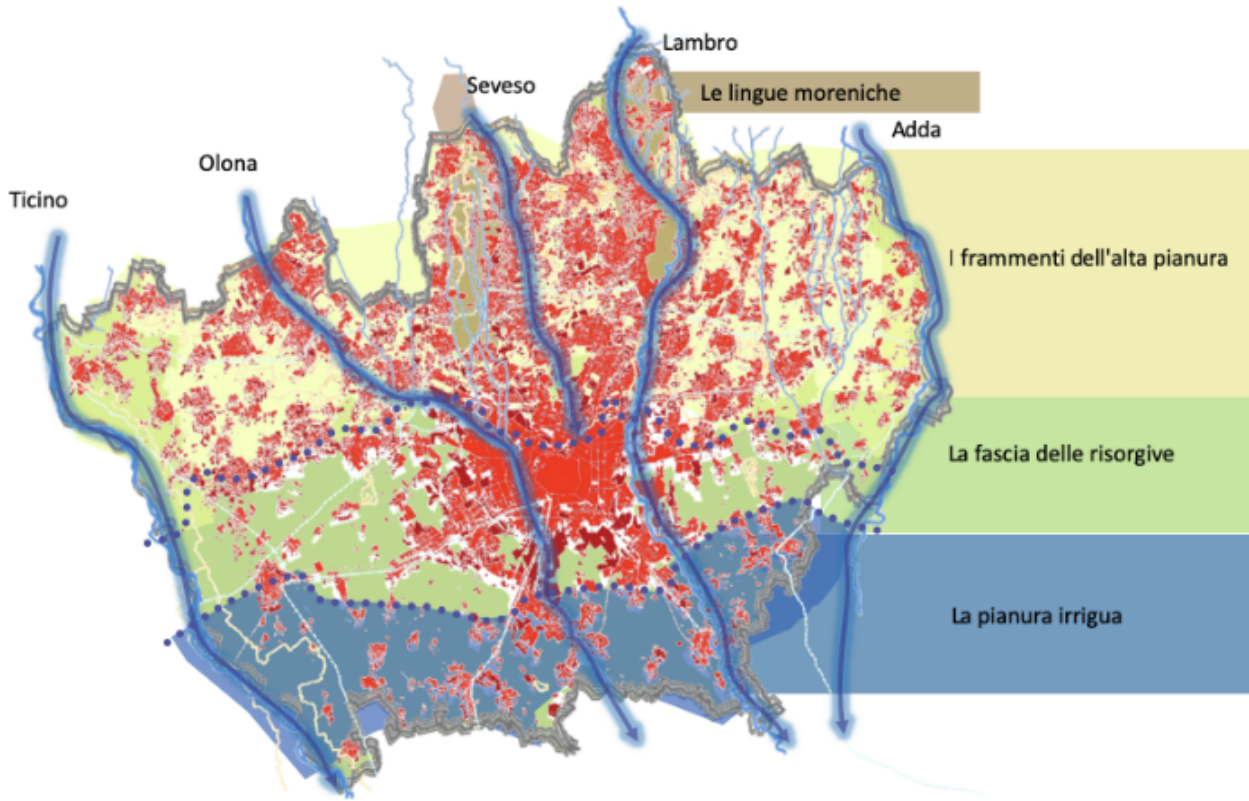 Lambro
Seveso
Le lingue moreniche
Adda
Olona
Ticino
I frammenti dell'alta pianura
La fascia delle risorgive
La pianura irrigua